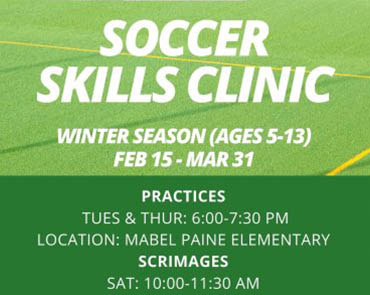 SOCCER
SKILLS CLINIC
WINTER SEASON (AGES 5-13)
FEB 15 - MAR 31
PRACTICES
TUES & THUR: 6:00-7:30 PM
LOCATION: MABEL PAINE ELEMENTARY
SCRIMAGES
SAT: 10:00-11:30 AM